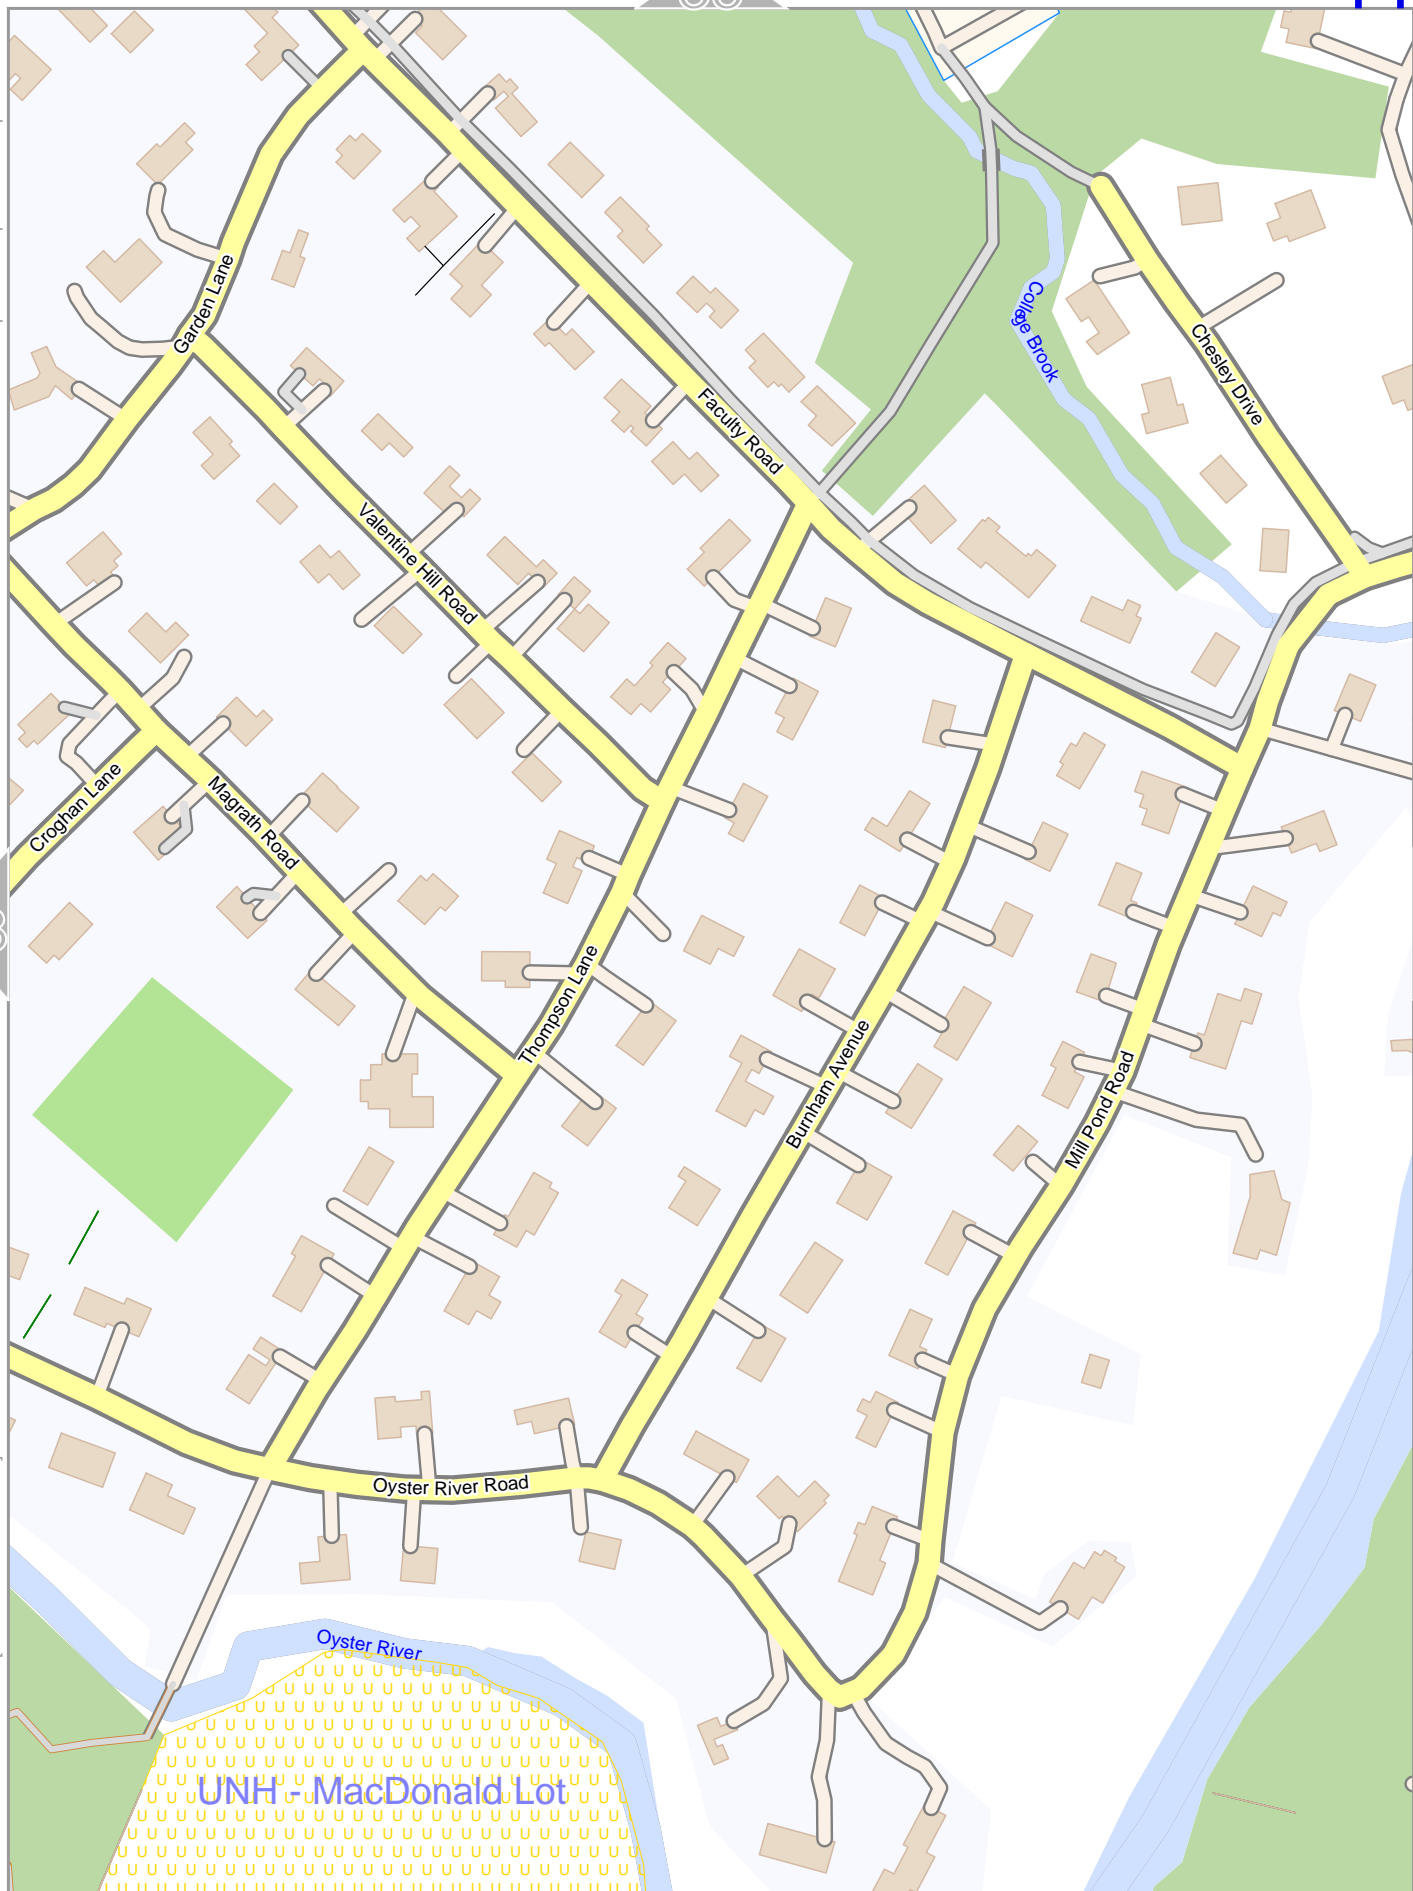 Garden Lane
College Brook
Chesley Drive
Faculty Road
Valentine Hill Road
Magrath Road
Croghan Lane
Thompson Lane
Burnham Avenue
Mill Pond Road
Oyster River Road
Oyster River
UNH - MacDonald Lot